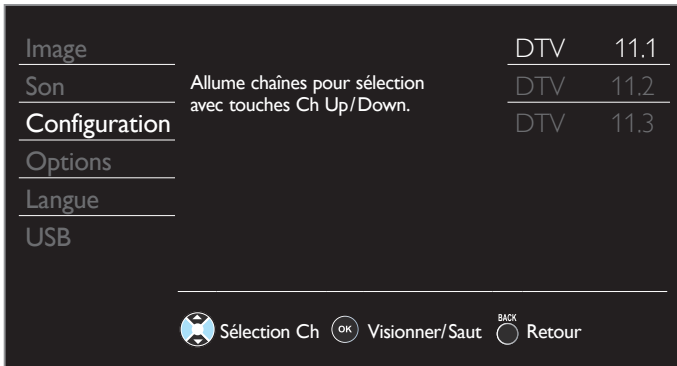 Image
Son
Configuration
Options
Langue
USB
Allume chaînes pour sélection
avec touches Ch Up/Down.
DTV 11.1
DTV 11.2
DTV 11.3
Sélection Ch OK Visionner/Saut BACK Retour